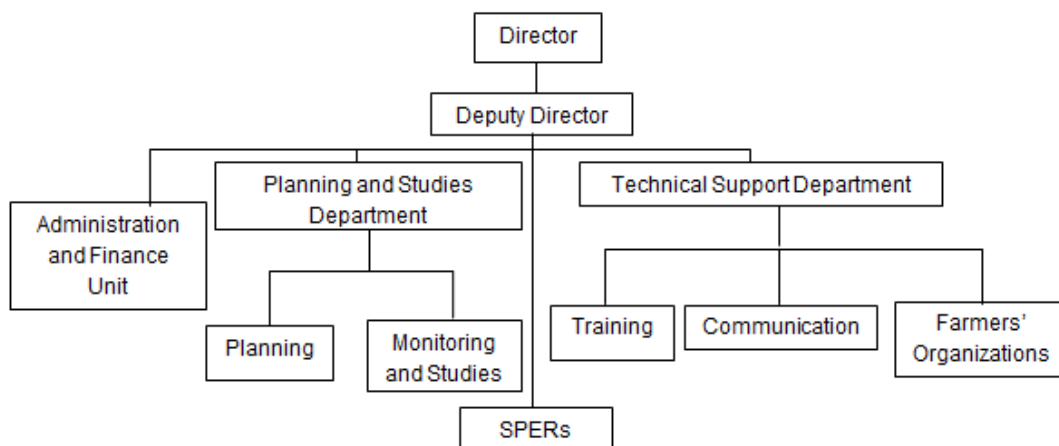 Director
Deputy Director
Planning and Studies
Department
Technical Support Department
Administration
and Finance
Unit
Planning
Monitoring
and Studies
Training
Communication
Farmers'
Organizations
SPERs